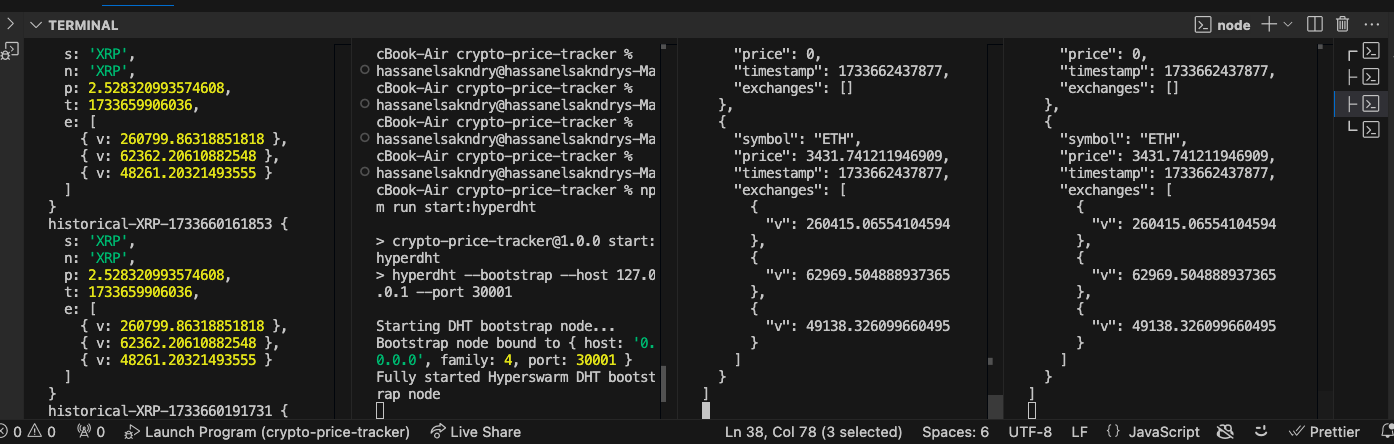 TERMINAL
node
s: 'XRP',
n: 'XRP',
p: 2.528320993574608,
t: 1733659906036,
e: [
{ v: 260799.86318851818 },
{ v: 62362.20610882548 },
{ v: 48261.20321493555 }
]
}
historical-XRP-1733660161853 {
s: 'XRP',
n: 'XRP',
p: 2.528320993574608,
t: 1733659906036,
e: [
{ v: 260799.86318851818 },
{ v: 62362.20610882548 },
{ v: 48261.20321493555 }
]
}
historical-XRP-1733660191731 {
cBook-Air crypto-price-tracker %
hassanelsakndry@hassanelsakndrys-Ma
cBook-Air crypto-price-tracker %
hassanelsakndry@hassanelsakndrys-Ma
cBook-Air crypto-price-tracker %
hassanelsakndry@hassanelsakndrys-Ma
cBook-Air crypto-price-tracker %
hassanelsakndry@hassanelsakndrys-Ma
cBook-Air crypto-price-tracker % np
m run start:hyperdht
> crypto-price-tracker@1.0.0 start:
hyperdht
> hyperdht --bootstrap --host 127.0
.0.1 --port 30001
Starting DHT bootstrap node...
Bootstrap node bound to { host: '0.
0.0.0', family: 4, port: 30001 }
Fully started Hyperswarm DHT bootst
rap node
"price": 0,
"timestamp": 1733662437877,
"exchanges": []
},
{
"symbol": "ETH",
"price": 3431.741211946909,
"timestamp": 1733662437877,
"exchanges": [
{
"v": 260415.06554104594
},
{
"v": 62969.504888937365
},
{
"v": 49138.326099660495
}
]
}
]
"price": 0,
"timestamp": 1733662437877,
"exchanges": []
},
{
"symbol": "ETH",
"price": 3431.741211946909,
"timestamp": 1733662437877,
"exchanges": [
{
"v": 260415.06554104594
},
{
"v": 62969.504888937365
},
{
"v": 49138.326099660495
}
]
}
]
0 0 0 Launch Program (crypto-price-tracker) Live Share Ln 38, Col 78 (3 selected) Spaces: 6 UTF-8 LF {} JavaScript Prettier